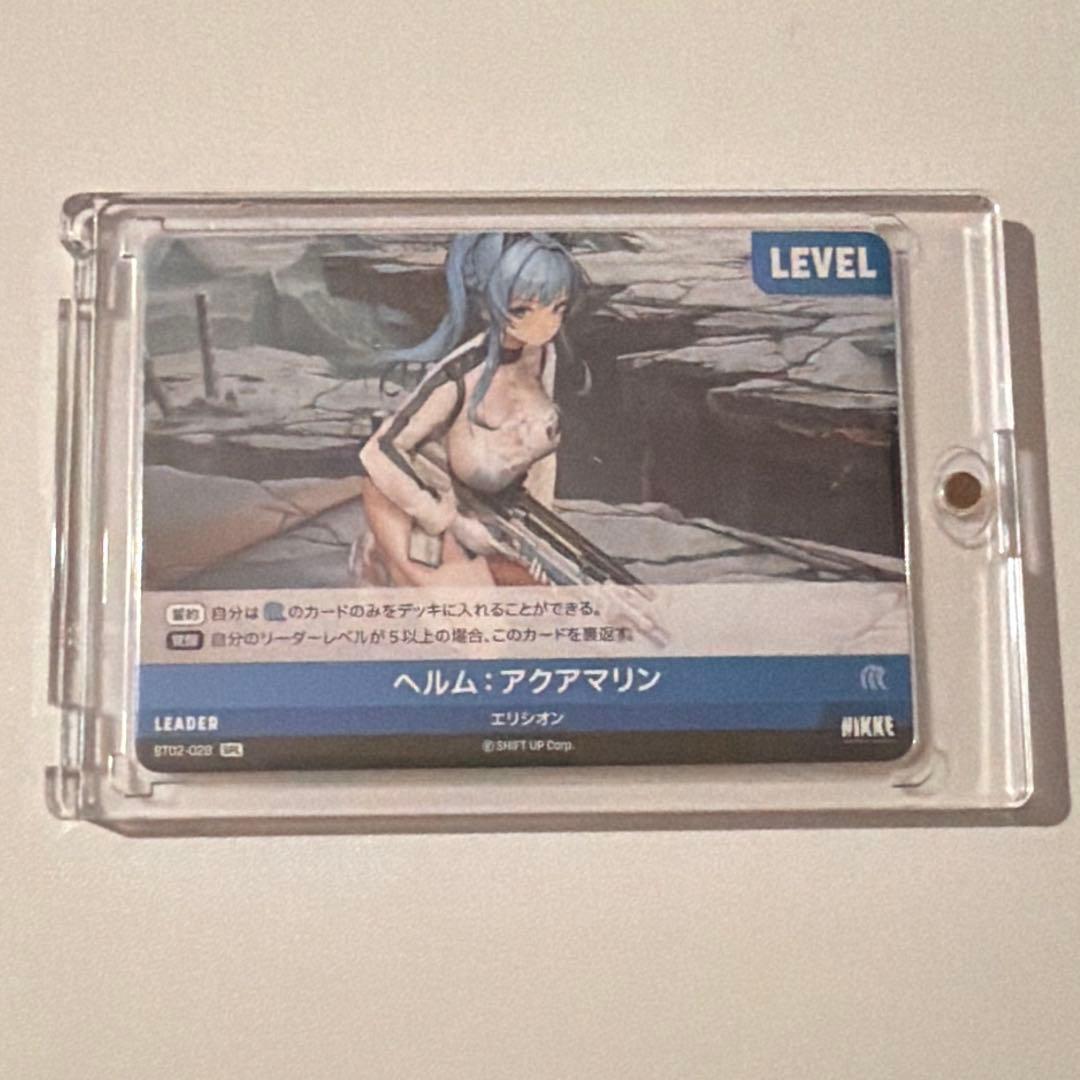 LEVEL
誓約 自分は のカードのみをデッキに入れることができる。
覚醒 自分のリーダーレベルが5以上の場合、このカードを裏返す。
ヘルム：アクアマリン
LEADER
エリシオン
NIKKE
BT02-028
©SHIFT UP Corp.